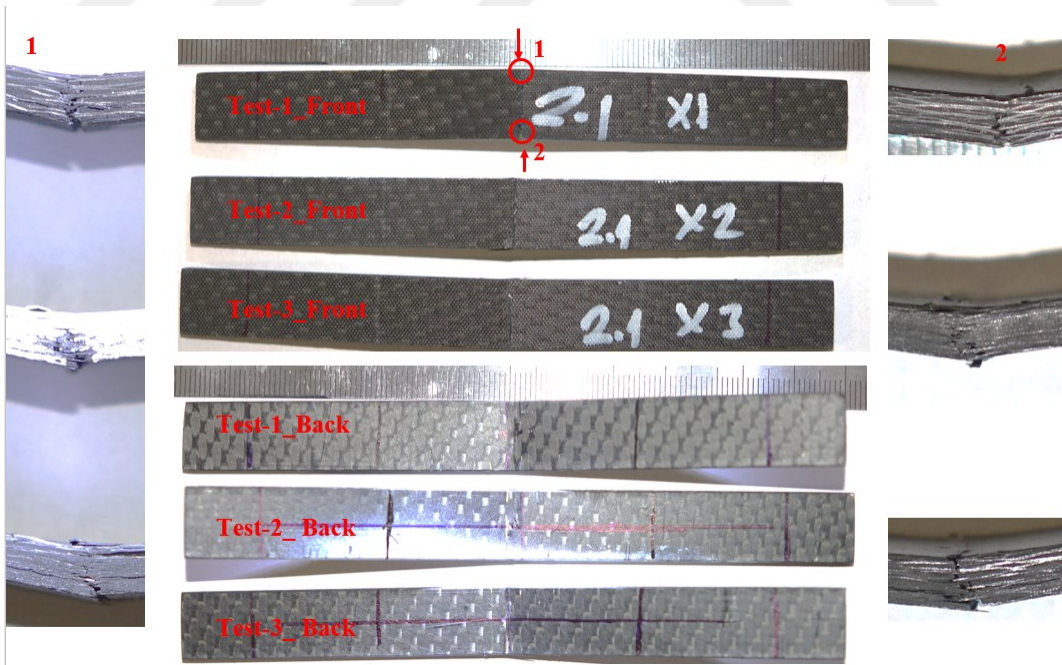 1
1
2
Test-1_Front
2.1 X1
2
Test-2_Front
2.1 X2
Test-3_Front
2.1 X3
Test-1_Back
Test-2_ Back
Test-3_ Back